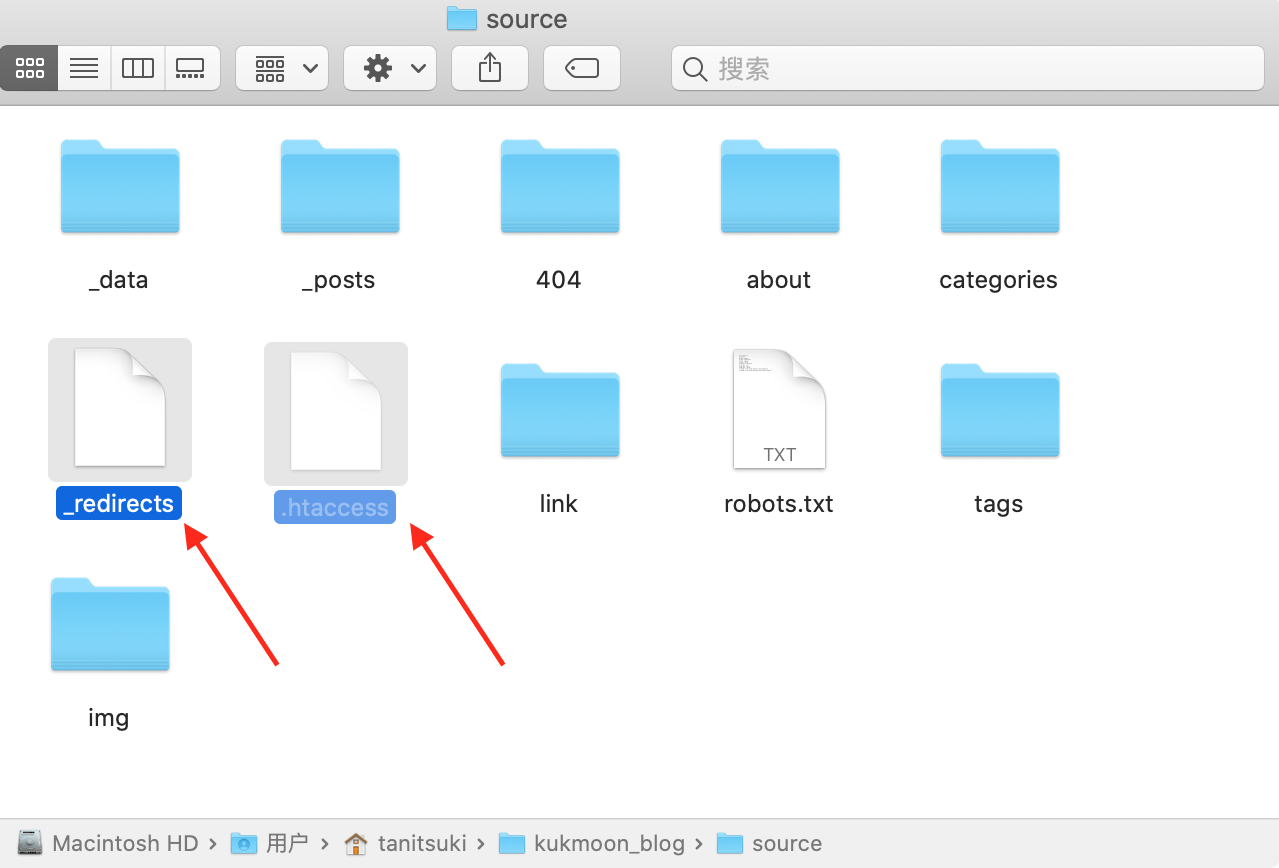 source
搜索
_data
_posts
404
about
categories
_redirects
.htaccess
link
TXT
robots.txt
tags
img
Macintosh HD › 用户 › tanitsuki › kukmoon_blog › source